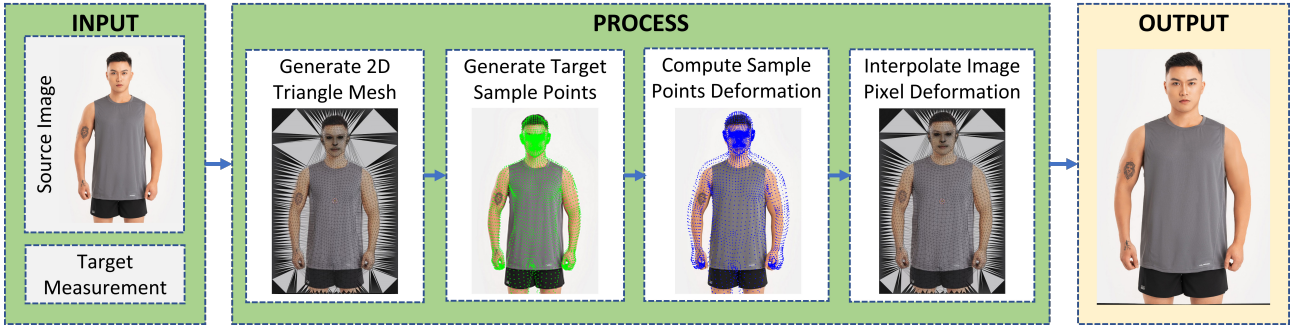 INPUT
Source Image
Target
Measurement
PROCESS
Generate 2D
Triangle Mesh
Generate Target
Sample Points
Compute Sample
Points Deformation
Interpolate Image
Pixel Deformation
OUTPUT